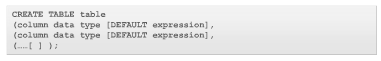 CREATE TABLE table
(column data type [DEFAULT expression],
(column data type [DEFAULT expression],
(……[ ] );